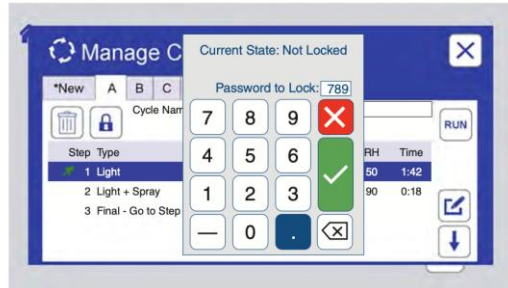 Manage C
Current State: Not Locked
*New A B C
Password to Lock: 789
Cycle Nam
RUN
7 8 9
4 5 6
1 2 3
— 0 .
Step Type RH Time
1 Light 50 1:42
2 Light + Spray 90 0:18
3 Final - Go to Step